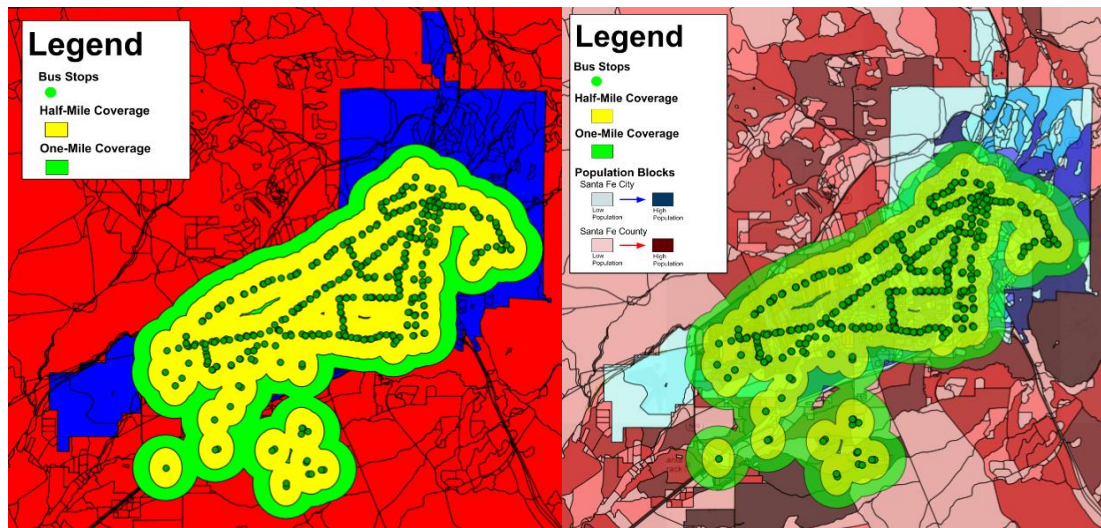 Legend
Bus Stops
Half-Mile Coverage
One-Mile Coverage
Legend
Bus Stops
Half-Mile Coverage
One-Mile Coverage
Population Blocks
Santa Fe City
Low Population
High Population
Santa Fe County
Low Population
High Population